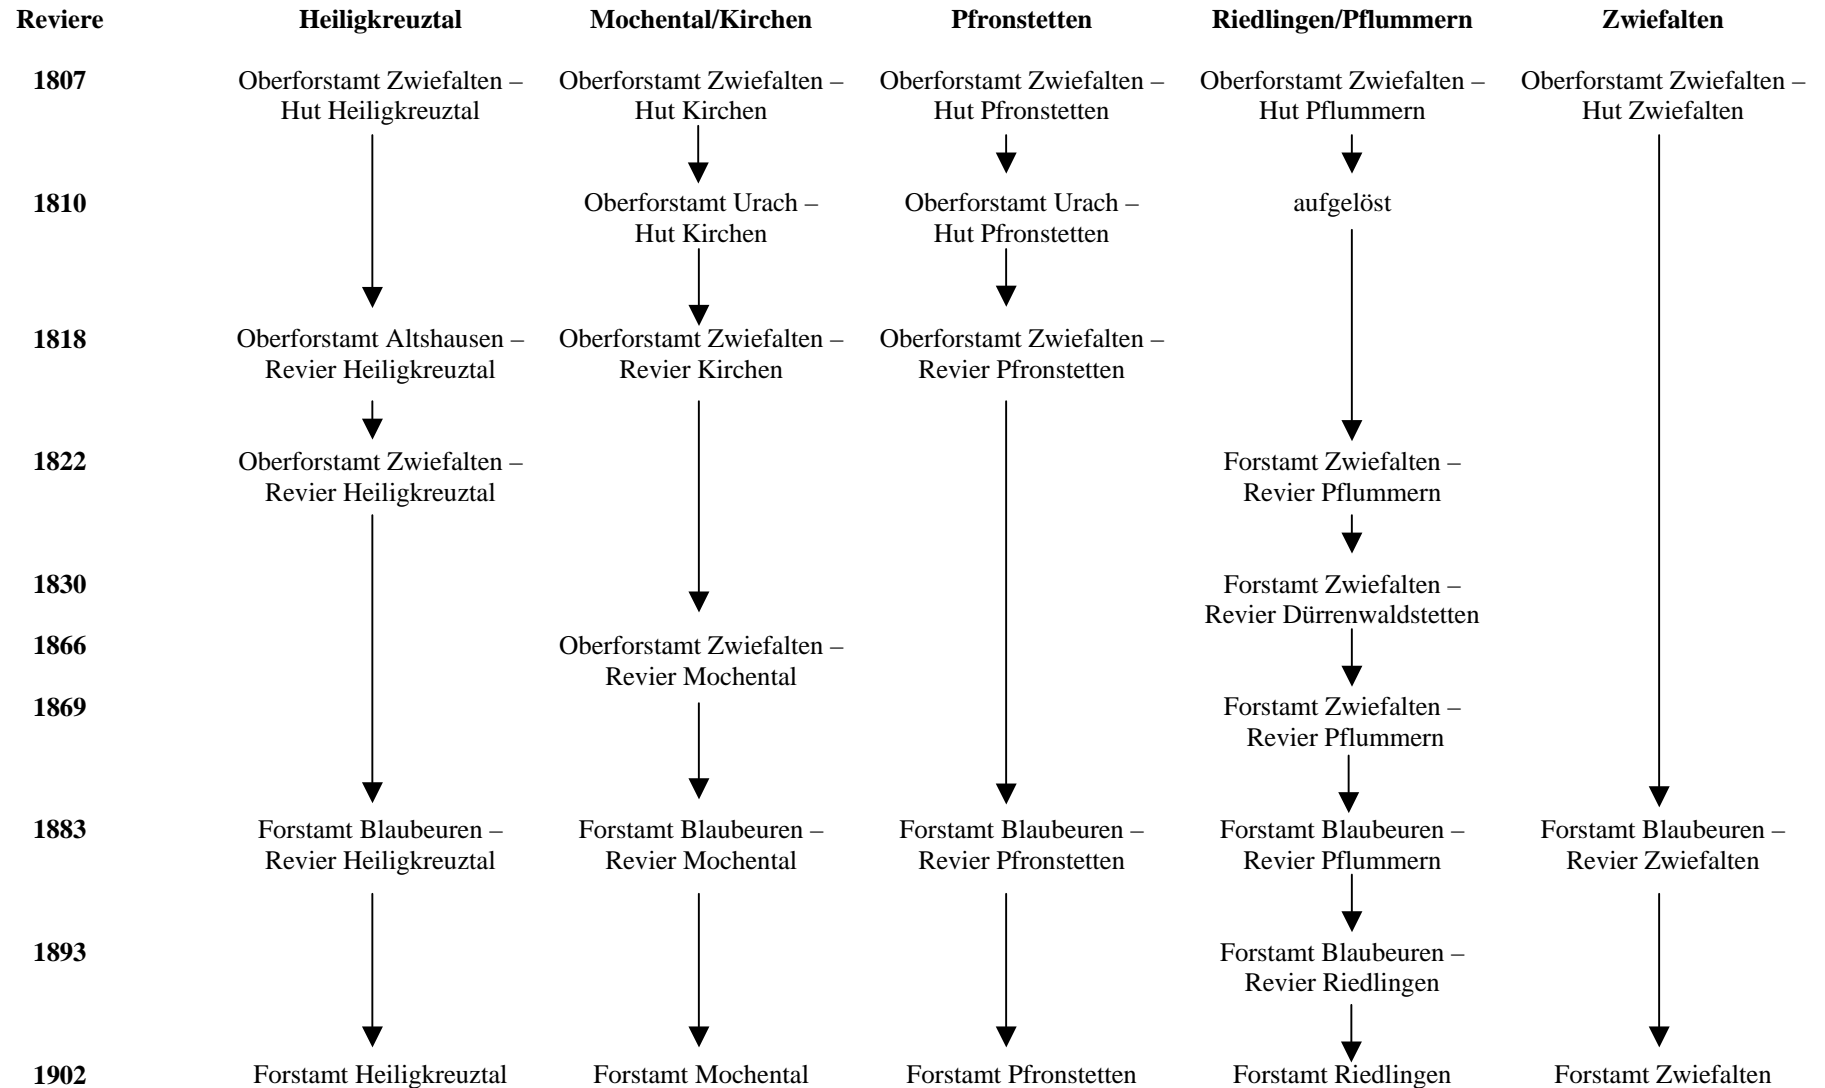 Reviere Heiligkreuztal Mochental/Kirchen Pfronstetten Riedlingen/Pflummern Zwiefalten
1807 Oberforstamt Zwiefalten – Oberforstamt Zwiefalten – Oberforstamt Zwiefalten – Oberforstamt Zwiefalten – Oberforstamt Zwiefalten –
Hut Heiligkreuztal Hut Kirchen Hut Pfronstetten Hut Pflummern Hut Zwiefalten
1810 Oberforstamt Urach – Oberforstamt Urach – aufgelöst
Hut Kirchen Hut Pfronstetten
1818 Oberforstamt Altshausen – Oberforstamt Zwiefalten – Oberforstamt Zwiefalten –
Revier Heiligkreuztal Revier Kirchen Revier Pfronstetten
1822 Oberforstamt Zwiefalten – Forstamt Zwiefalten –
Revier Heiligkreuztal Revier Pflummern
1830 Forstamt Zwiefalten –
Revier Dürrenwaldstetten
1866 Oberforstamt Zwiefalten –
Revier Mochental
1869 Forstamt Zwiefalten –
Revier Pflummern
1883 Forstamt Blaubeuren – Forstamt Blaubeuren – Forstamt Blaubeuren – Forstamt Blaubeuren – Forstamt Blaubeuren –
Revier Heiligkreuztal Revier Mochental Revier Pfronstetten Revier Pflummern Revier Zwiefalten
1893 Forstamt Blaubeuren –
Revier Riedlingen
1902 Forstamt Heiligkreuztal Forstamt Mochental Forstamt Pfronstetten Forstamt Riedlingen Forstamt Zwiefalten